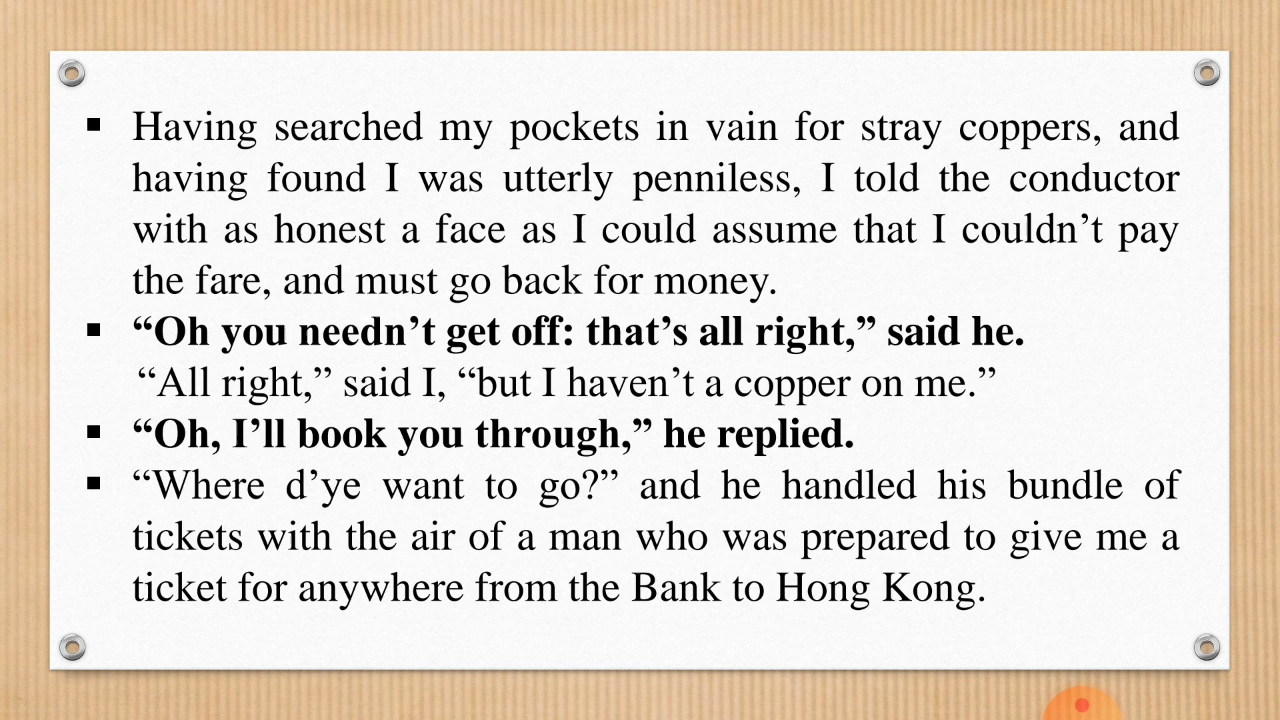 ▪ Having searched my pockets in vain for stray coppers, and
having found I was utterly penniless, I told the conductor
with as honest a face as I could assume that I couldn’t pay
the fare, and must go back for money.
▪ “Oh you needn’t get off: that’s all right,” said he.
“All right,” said I, “but I haven’t a copper on me.”
▪ “Oh, I’ll book you through,” he replied.
▪ “Where d’ye want to go?” and he handled his bundle of
tickets with the air of a man who was prepared to give me a
ticket for anywhere from the Bank to Hong Kong.